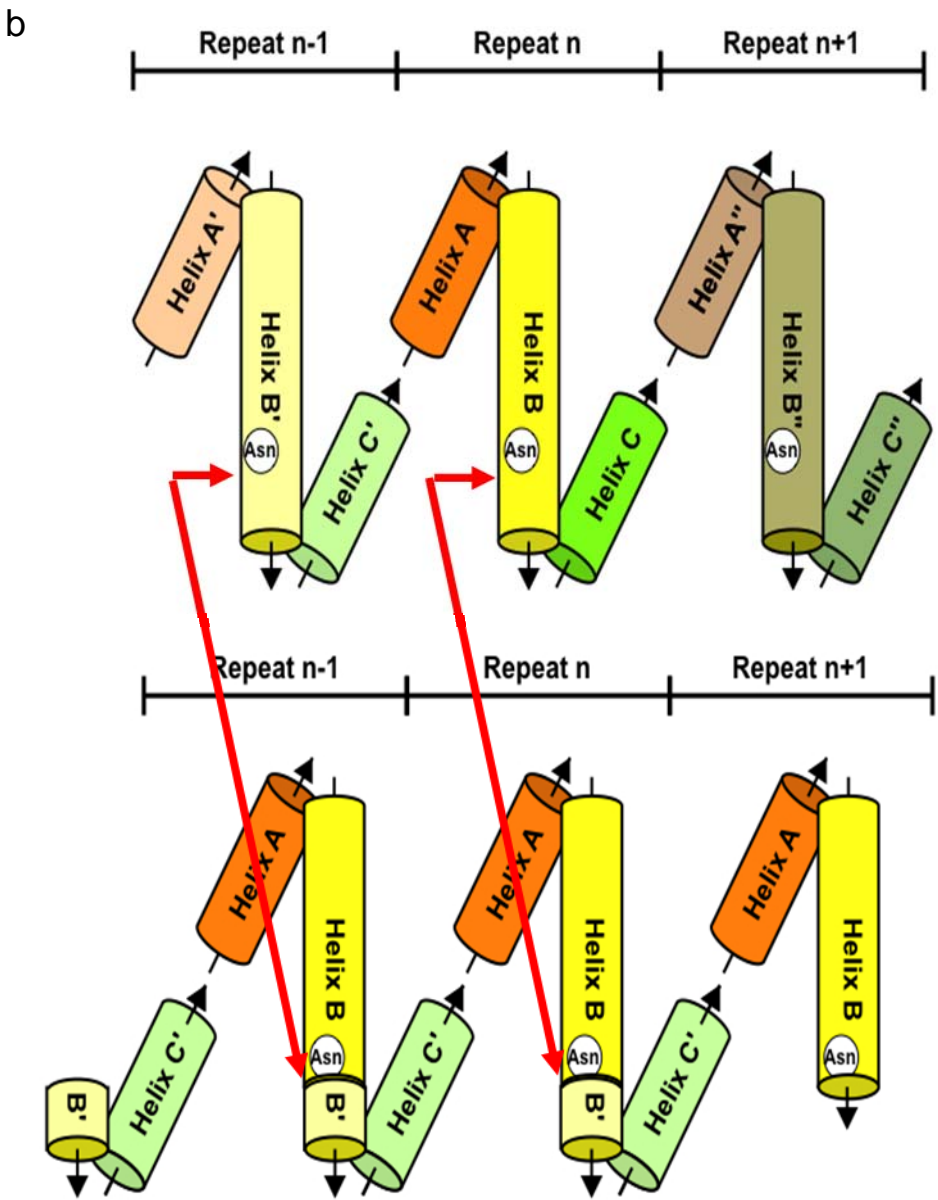 b
Repeat n-1 Repeat n Repeat n+1
Helix A' Helix B' Asn Helix C' Helix A Helix B Asn Helix C Helix A'' Helix B'' Asn Helix C''
Repeat n-1 Repeat n Repeat n+1
B' Helix C' Helix A Helix B Asn B' Helix C' Helix A Helix B Asn B' Helix C' Helix A Helix B Asn